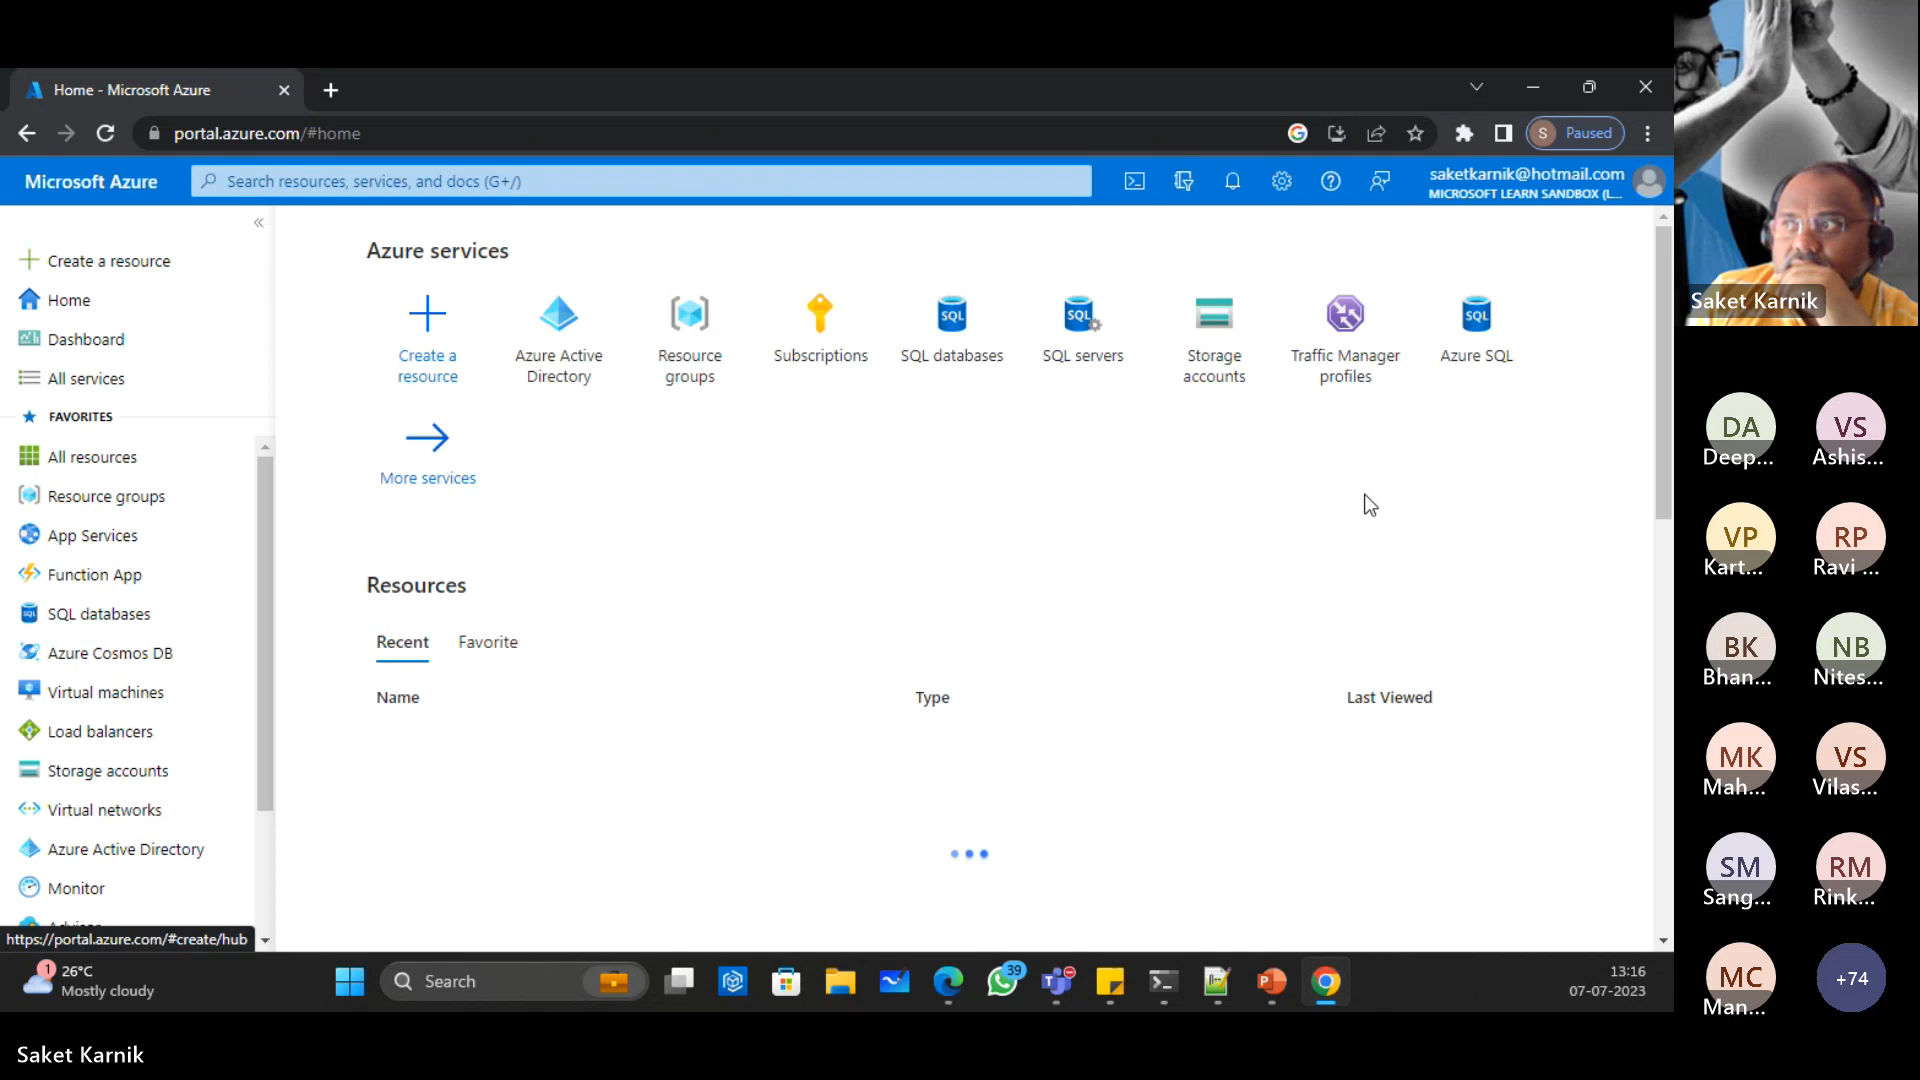 Home - Microsoft Azure
portal.azure.com/#home
S Paused
Microsoft Azure
Search resources, services, and docs (G+/)
saketkarnik@hotmail.com
MICROSOFT LEARN SANDBOX (L...
Create a resource
Home
Dashboard
All services
FAVORITES
All resources
Resource groups
App Services
Function App
SQL databases
Azure Cosmos DB
Virtual machines
Load balancers
Storage accounts
Virtual networks
Azure Active Directory
Monitor
https://portal.azure.com/#create/hub
Azure services
Create a
resource
Azure Active
Directory
Resource
groups
Subscriptions
SQL
SQL databases
SQL
SQL servers
Storage
accounts
Traffic Manager
profiles
SQL
Azure SQL
More services
Resources
Recent
Favorite
Name
Type
Last Viewed
1
26°C
Mostly cloudy
Search
39
13:16
07-07-2023
Saket Karnik
Saket Karnik
DA
Deep...
VS
Ashis...
VP
Kart...
RP
Ravi ...
BK
Bhan...
NB
Nites...
MK
Mah...
VS
Vilas...
SM
Sang...
RM
Rink...
MC
Man...
+74